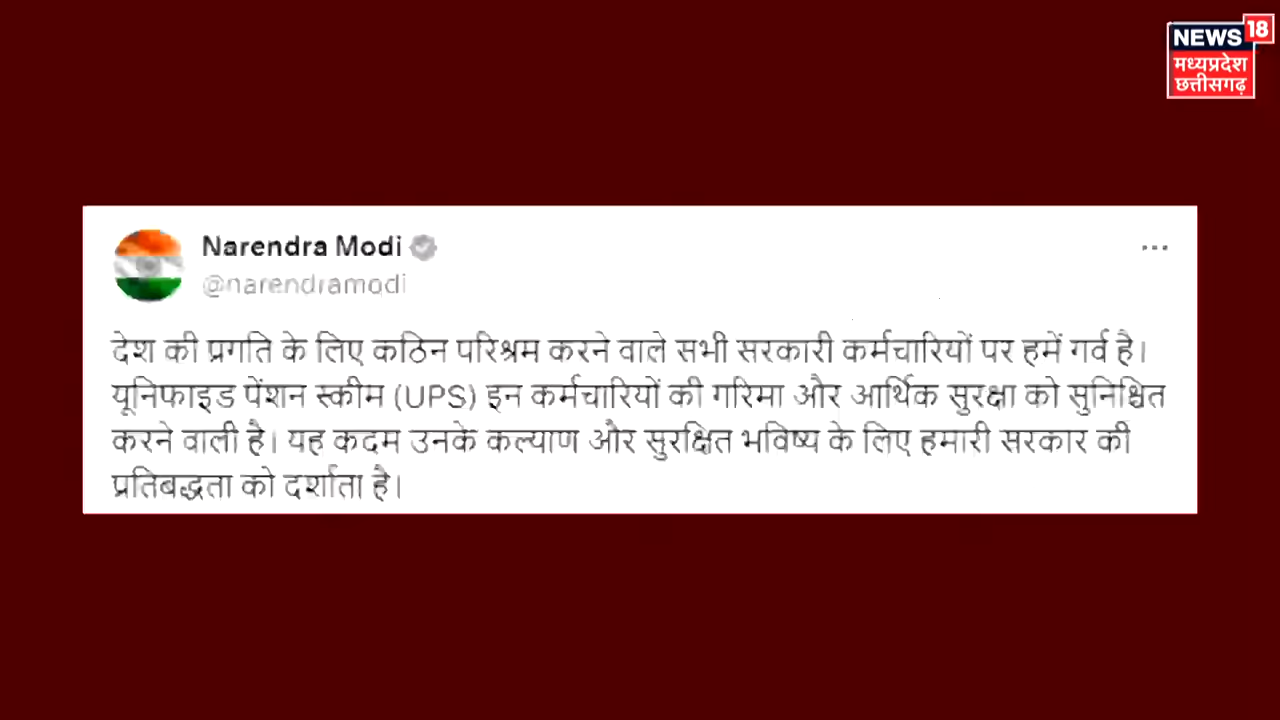 NEWS 18
मध्यप्रदेश
छत्तीसगढ़
Narendra Modi
@narendramodi
देश की प्रगति के लिए कठिन परिश्रम करने वाले सभी सरकारी कर्मचारियों पर हमें गर्व है।
यूनिफाइड पेंशन स्कीम (UPS) इन कर्मचारियों की गरिमा और आर्थिक सुरक्षा को सुनिश्चित
करने वाली है। यह कदम उनके कल्याण और सुरक्षित भविष्य के लिए हमारी सरकार की
प्रतिबद्धता को दर्शाता है।